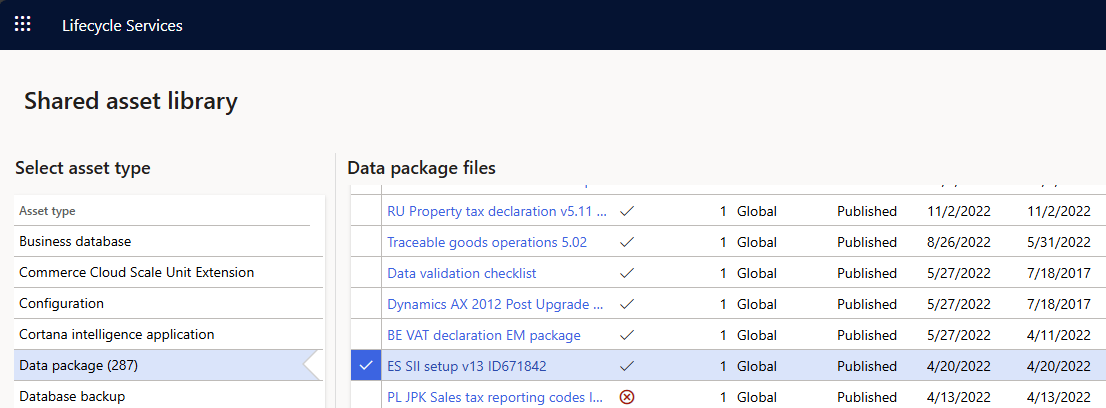 Lifecycle Services
Shared asset library
Select asset type
Asset type
Business database
Commerce Cloud Scale Unit Extension
Configuration
Cortana intelligence application
Data package (287)
Database backup
Data package files
RU Property tax declaration v5.11 ... 1 Global Published 11/2/2022 11/2/2022
Traceable goods operations 5.02 1 Global Published 8/26/2022 5/31/2022
Data validation checklist 1 Global Published 5/27/2022 7/18/2017
Dynamics AX 2012 Post Upgrade ... 1 Global Published 5/27/2022 7/18/2017
BE VAT declaration EM package 1 Global Published 5/27/2022 4/11/2022
ES SII setup v13 ID671842 1 Global Published 4/20/2022 4/20/2022
PL JPK Sales tax reporting codes I... 1 Global Published 4/13/2022 4/13/2022